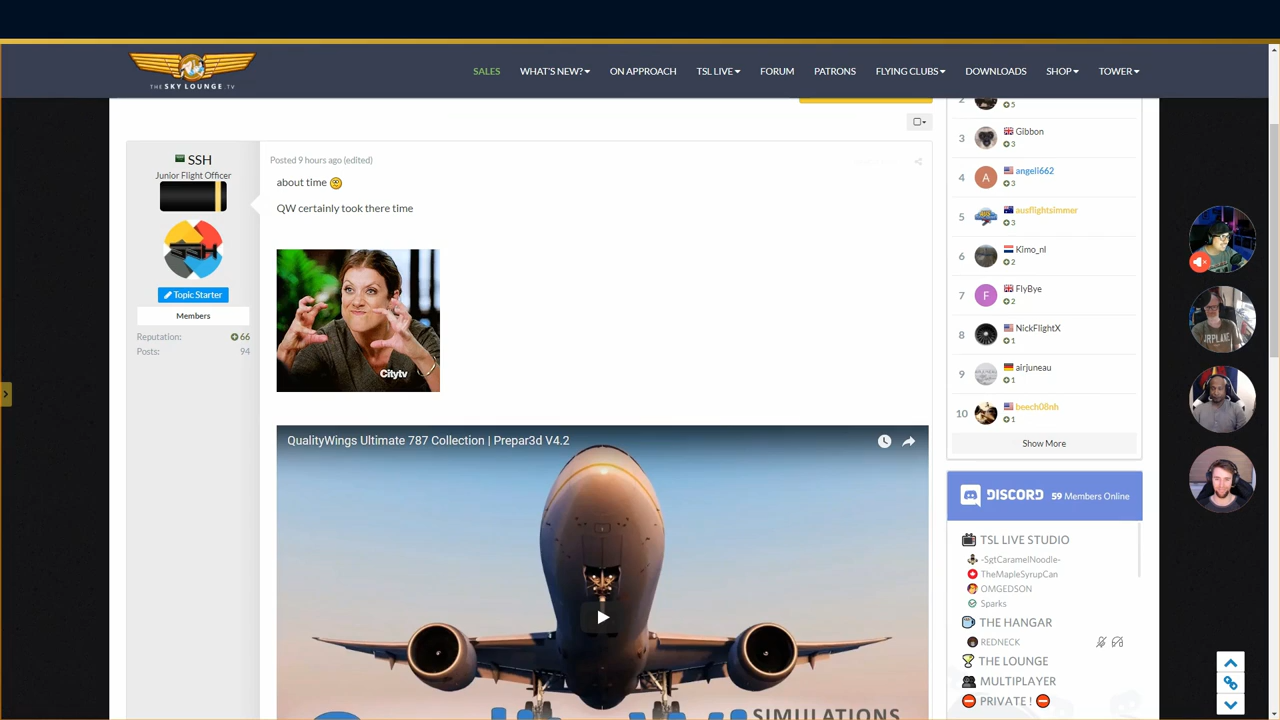 THE SKY LOUNGE.TV
SALES
WHAT'S NEW?
ON APPROACH
TSL LIVE
FORUM
PATRONS
FLYING CLUBS
DOWNLOADS
SHOP
TOWER
SSH
Junior Flight Officer
SSH
Topic Starter
Members
Reputation: 66
Posts: 94
Posted 9 hours ago (edited)
about time
QW certainly took there time
Citytv
QualityWings Ultimate 787 Collection | Prepar3d V4.2
SIMULATIONS
2
5
3 Gibbon
3
4 A angeli662
3
5 ausflightsimmer
3
6 Kimo_nl
2
7 F FlyBye
2
8 NickFlightX
1
9 airjuneau
1
10 beech08nh
1
Show More
DISCORD 59 Members Online
TSL LIVE STUDIO
-SgtCaramelNoodle-
TheMapleSyrupCan
OMGEDSON
Sparks
THE HANGAR
REDNECK
THE LOUNGE
MULTIPLAYER
PRIVATE !